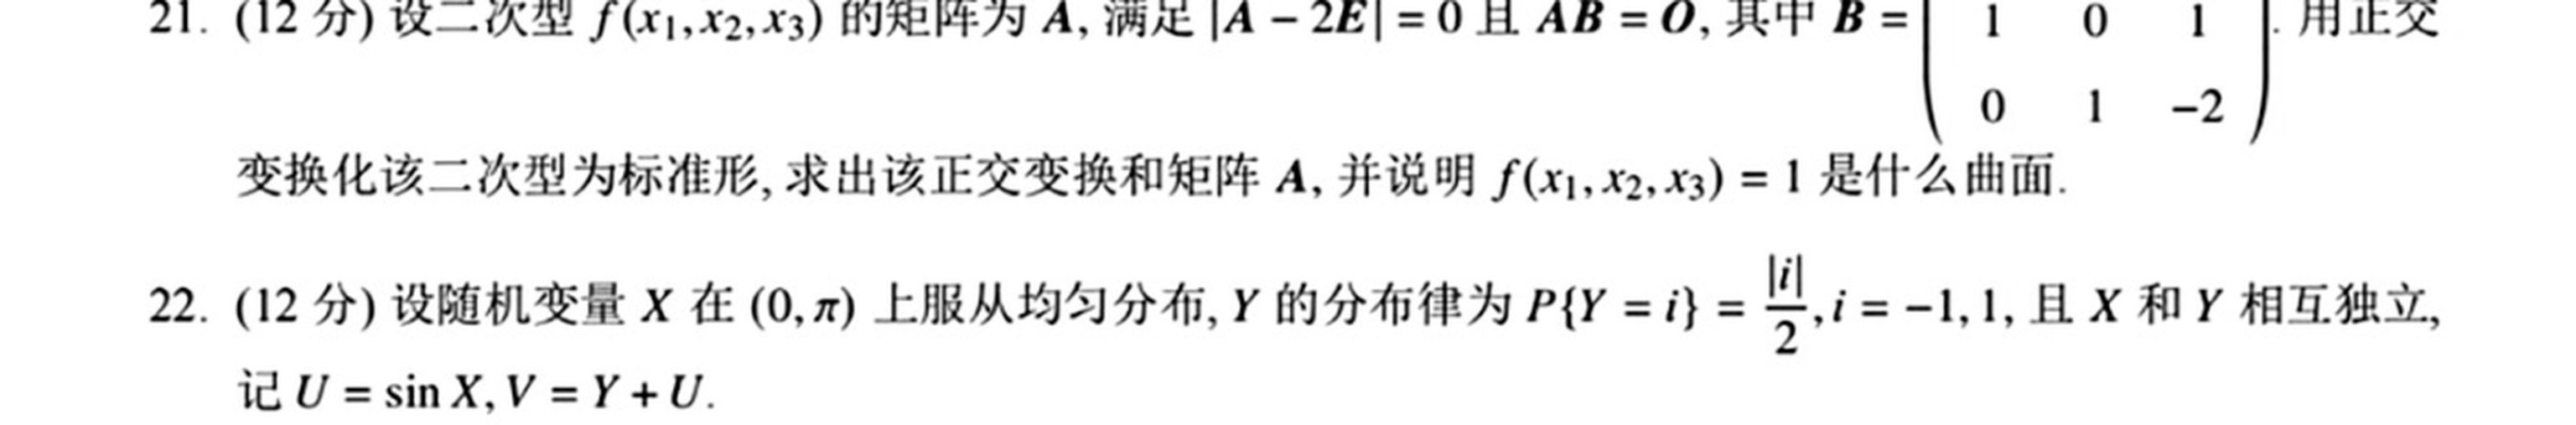 21. (12 分) 设二次型 f(x₁, x₂, x₃) 的矩阵为 A, 满足 |A − 2E| = 0 且 AB = O, 其中 B = ( 1 0 1 ). 用正交
0 1 −2
变换化该二次型为标准形, 求出该正交变换和矩阵 A, 并说明 f(x₁, x₂, x₃) = 1 是什么曲面.
22. (12 分) 设随机变量 X 在 (0, π) 上服从均匀分布, Y 的分布律为 P{Y = i} = |i|/2, i = −1, 1, 且 X 和 Y 相互独立,
记 U = sin X, V = Y + U.